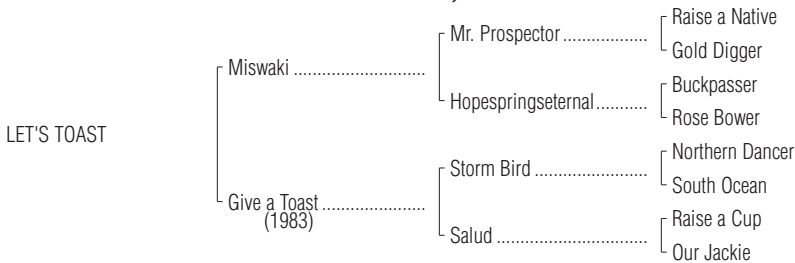 Raise a Native
Mr. Prospector ....................
Gold Digger
Miswaki ...........................
Buckpasser
Hopespringseternal............
Rose Bower
LET'S TOAST
Northern Dancer
Storm Bird ..........................
South Ocean
Give a Toast .....................
(1983)
Raise a Cup
Salud ...................................
Our Jackie